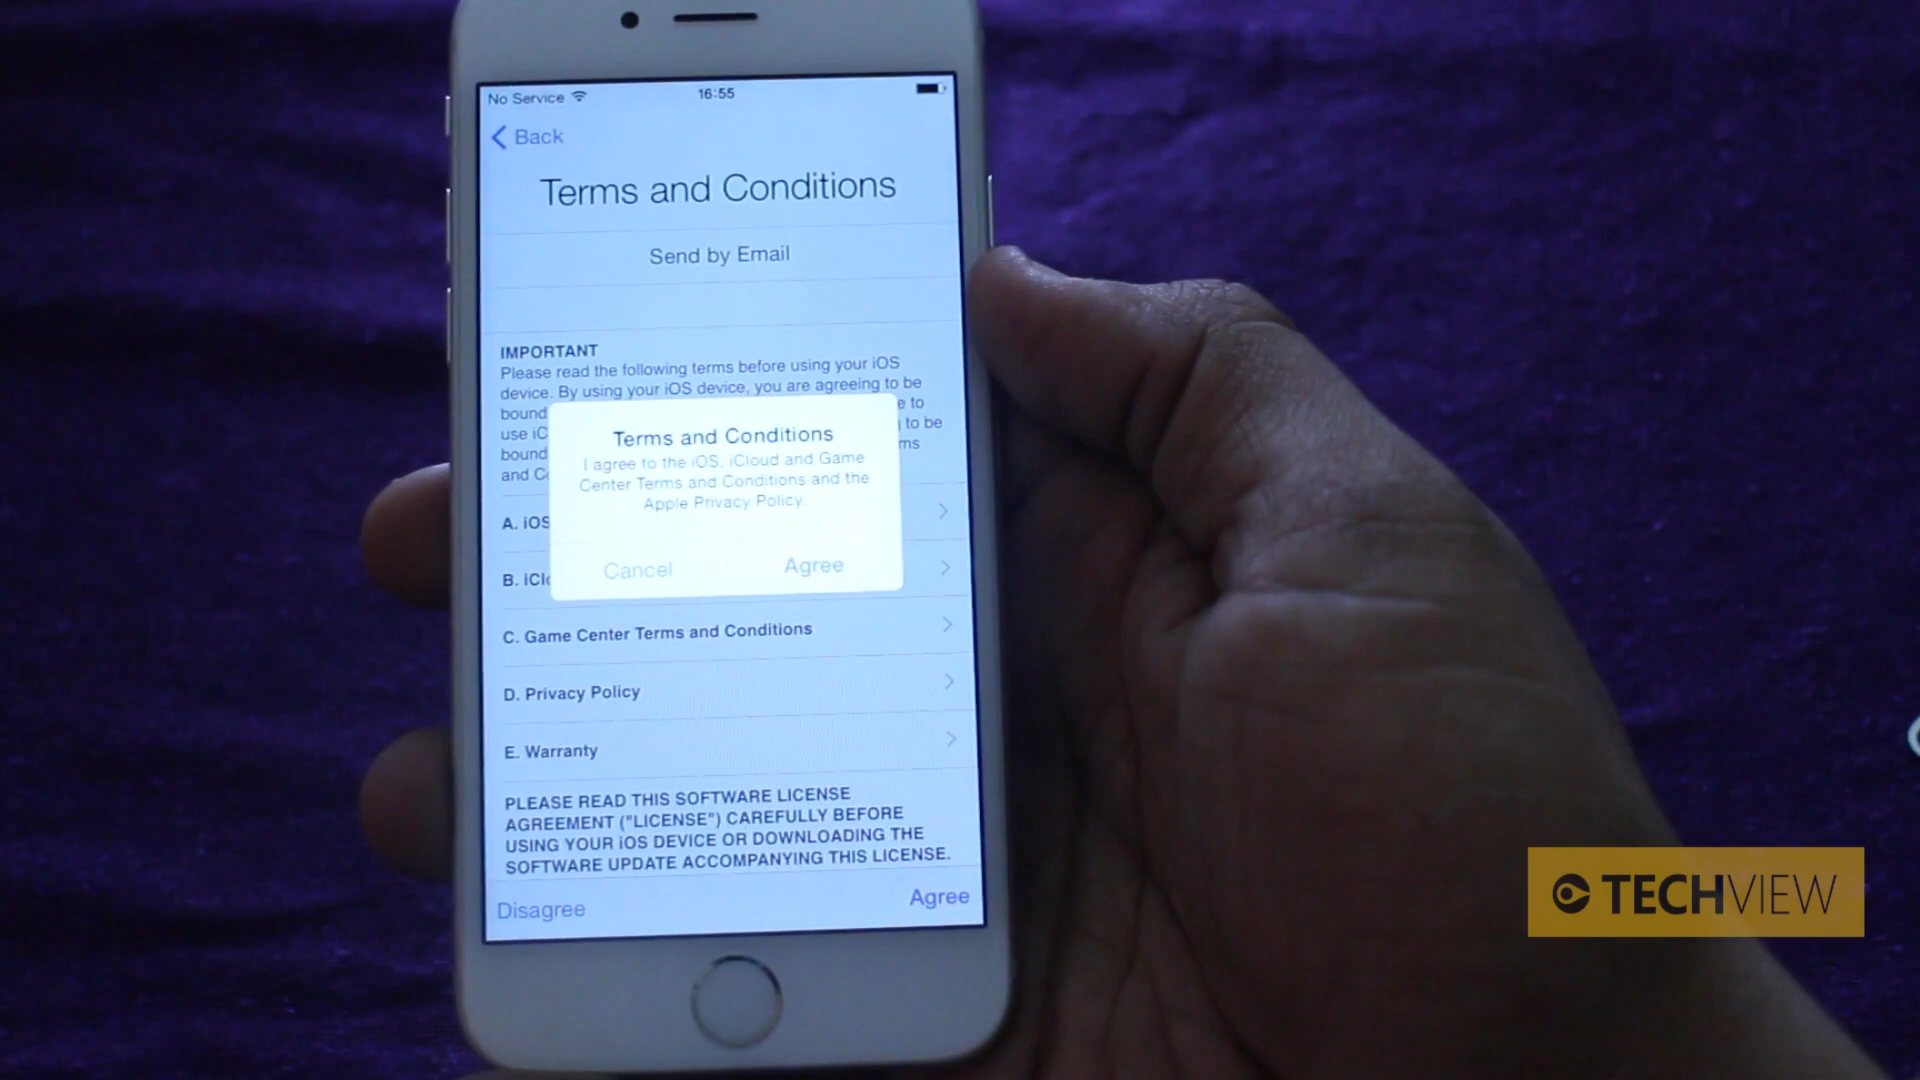 No Service
16:55
Back
Terms and Conditions
Send by Email
IMPORTANT
Please read the following terms before using your iOS
device. By using your iOS device, you are agreeing to be
bound e to
use iC to be
bound ms
and C
Terms and Conditions
I agree to the iOS, iCloud and Game
Center Terms and Conditions and the
Apple Privacy Policy.
Cancel Agree
A. iOS
B. iClo
C. Game Center Terms and Conditions
D. Privacy Policy
E. Warranty
PLEASE READ THIS SOFTWARE LICENSE
AGREEMENT ("LICENSE") CAREFULLY BEFORE
USING YOUR iOS DEVICE OR DOWNLOADING THE
SOFTWARE UPDATE ACCOMPANYING THIS LICENSE.
Disagree Agree
TECHVIEW